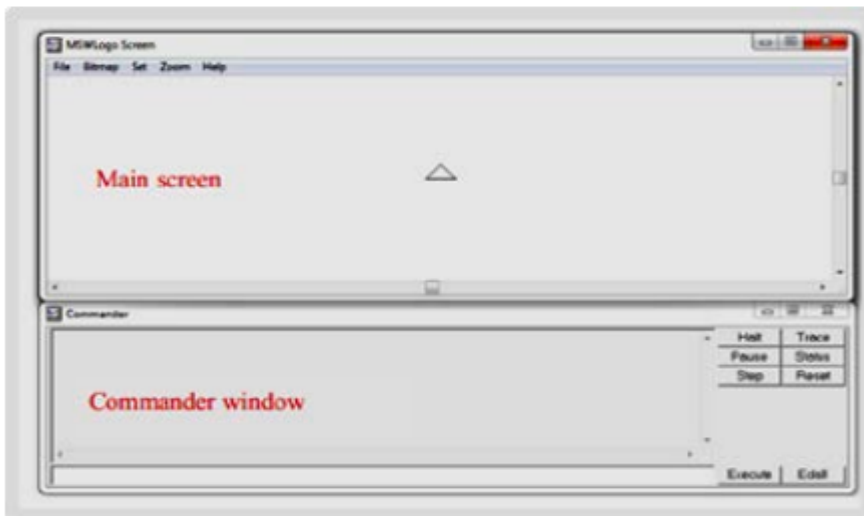 MSWLogo Screen
File Bitmap Set Zoom Help
Main screen
Commander
Halt Trace
Pause Status
Step Reset
Commander window
Execute Edall